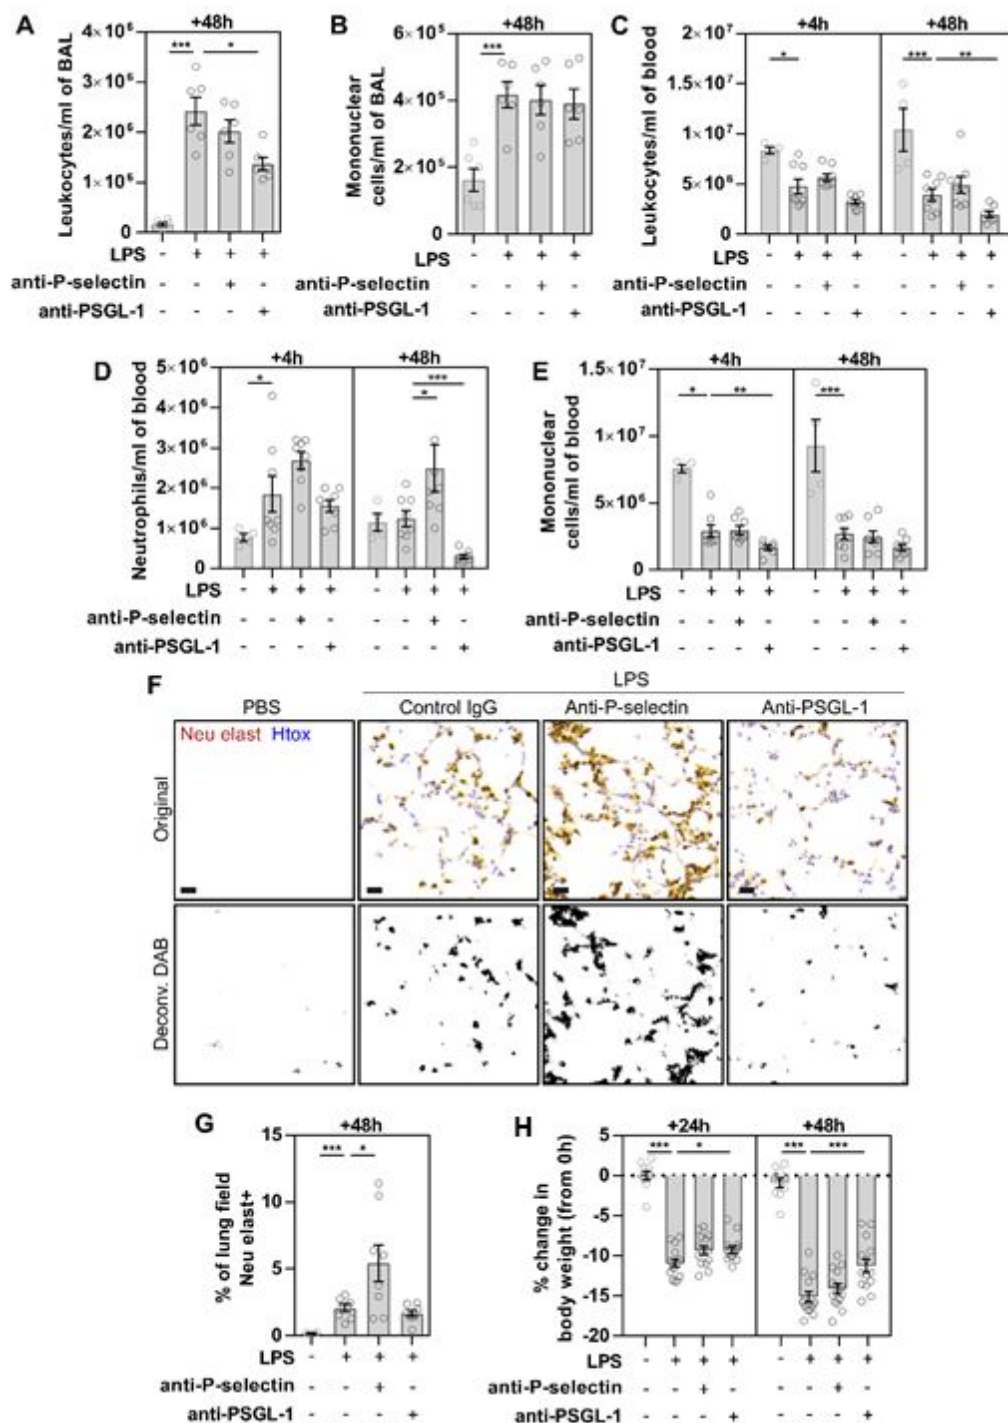 A
+48h
Leukocytes/ml of BAL
4×10⁶
3×10⁶
2×10⁶
1×10⁶
0
*** *
LPS - + + +
anti-P-selectin - - + -
anti-PSGL-1 - - - +
B
+48h
Mononuclear
cells/ml of BAL
6×10⁵
4×10⁵
2×10⁵
0
***
LPS - + + +
anti-P-selectin - - + -
anti-PSGL-1 - - - +
C
+4h +48h
Leukocytes/ml of blood
2×10⁷
1×10⁷
1×10⁷
5×10⁶
0
* *** **
LPS - + + + - + + +
anti-P-selectin - - + - - - + -
anti-PSGL-1 - - - + - - - +
D
+4h +48h
Neutrophils/ml of blood
5×10⁶
4×10⁶
3×10⁶
2×10⁶
1×10⁶
0
* *** *
LPS - + + + - + + +
anti-P-selectin - - + - - - + -
anti-PSGL-1 - - - + - - - +
E
+4h +48h
Mononuclear
cells/ml of blood
1.5×10⁷
1×10⁷
5×10⁶
0
* ** ***
LPS - + + + - + + +
anti-P-selectin - - + - - - + -
anti-PSGL-1 - - - + - - - +
F
LPS
PBS Control IgG Anti-P-selectin Anti-PSGL-1
Neu elast Htox
Original
Deconv. DAB
G
+48h
% of lung field
Neu elast+
15
10
5
0
*** *
LPS - + + +
anti-P-selectin - - + -
anti-PSGL-1 - - - +
H
+24h +48h
% change in
body weight (from 0h)
5
0
-5
-10
-15
-20
*** * *** ***
LPS - + + + - + + +
anti-P-selectin - - + - - - + -
anti-PSGL-1 - - - + - - - +